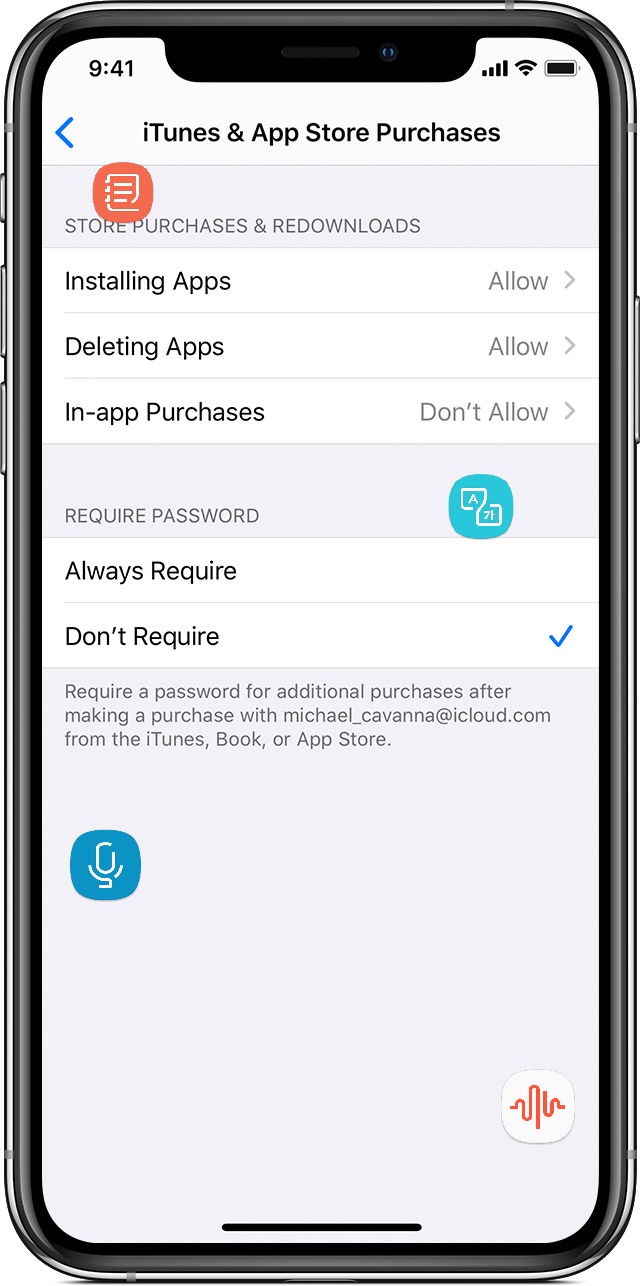 9:41
iTunes & App Store Purchases
STORE PURCHASES & REDOWNLOADS
Installing Apps Allow
Deleting Apps Allow
In-app Purchases Don’t Allow
A
가
REQUIRE PASSWORD
Always Require
Don’t Require
Require a password for additional purchases after
making a purchase with michael_cavanna@icloud.com
from the iTunes, Book, or App Store.